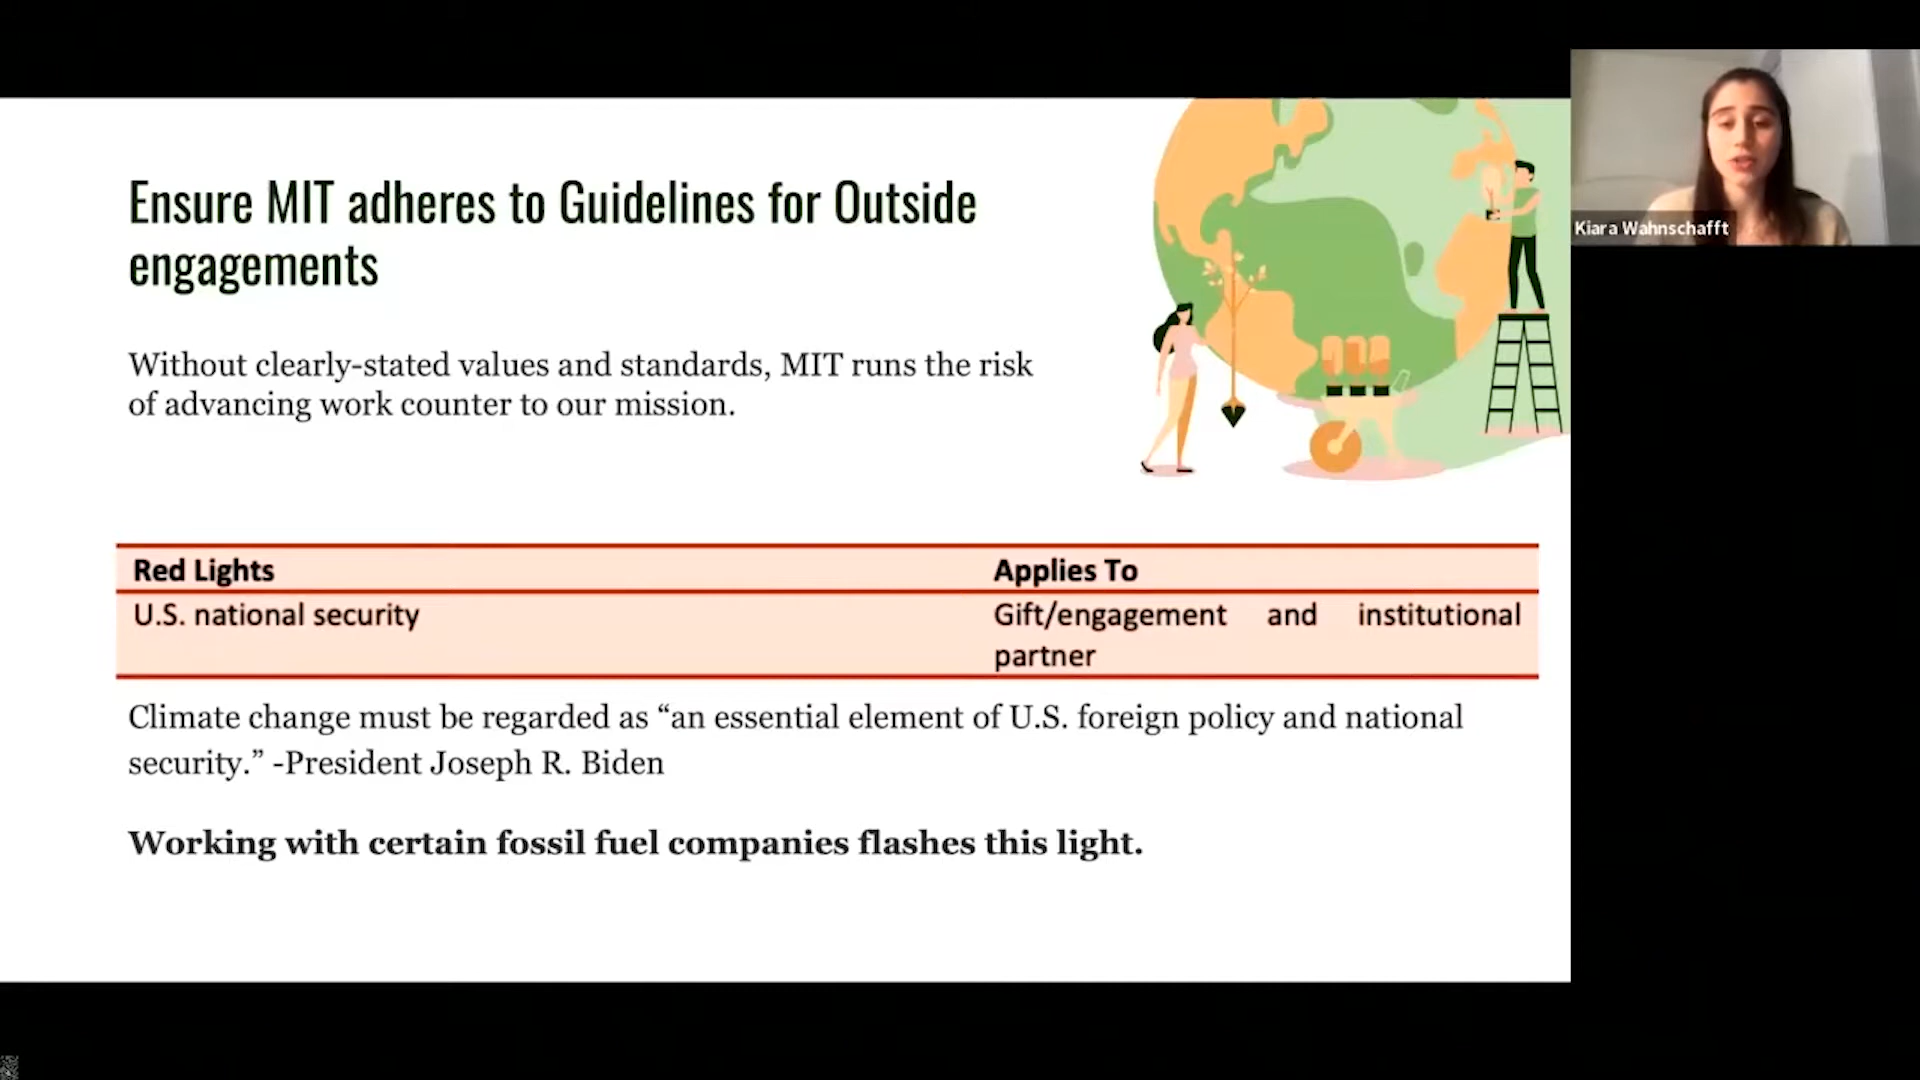 Ensure MIT adheres to Guidelines for Outside
engagements
Kiara Wahnschafft
Without clearly-stated values and standards, MIT runs the risk
of advancing work counter to our mission.
Red Lights Applies To
U.S. national security Gift/engagement and institutional
partner
Climate change must be regarded as “an essential element of U.S. foreign policy and national
security.” -President Joseph R. Biden
Working with certain fossil fuel companies flashes this light.